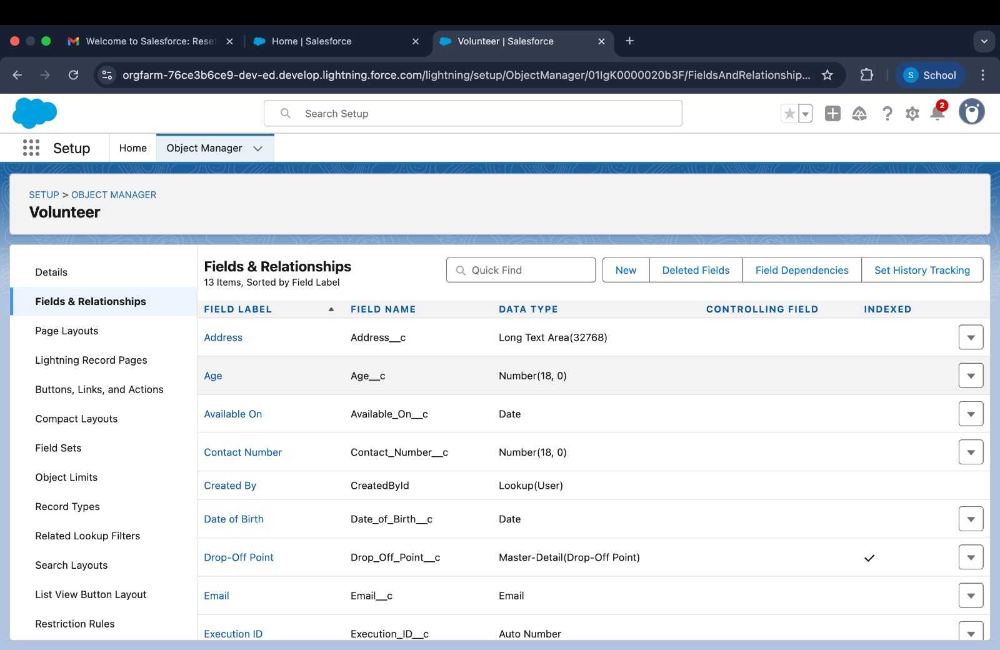 Welcome to Salesforce: Rese
Home | Salesforce
Volunteer | Salesforce
orgfarm-76ce3b6ce9-dev-ed.develop.lightning.force.com/lightning/setup/ObjectManager/01IgK0000020b3F/FieldsAndRelationship...
S School
Search Setup
2
Setup
Home
Object Manager
SETUP > OBJECT MANAGER
Volunteer
Details
Fields & Relationships
Page Layouts
Lightning Record Pages
Buttons, Links, and Actions
Compact Layouts
Field Sets
Object Limits
Record Types
Related Lookup Filters
Search Layouts
List View Button Layout
Restriction Rules
Fields & Relationships
13 Items, Sorted by Field Label
Quick Find
New
Deleted Fields
Field Dependencies
Set History Tracking
FIELD LABEL FIELD NAME DATA TYPE CONTROLLING FIELD INDEXED
Address Address__c Long Text Area(32768)
Age Age__c Number(18, 0)
Available On Available_On__c Date
Contact Number Contact_Number__c Number(18, 0)
Created By CreatedById Lookup(User)
Date of Birth Date_of_Birth__c Date
Drop-Off Point Drop_Off_Point__c Master-Detail(Drop-Off Point)
Email Email__c Email
Execution ID Execution_ID__c Auto Number